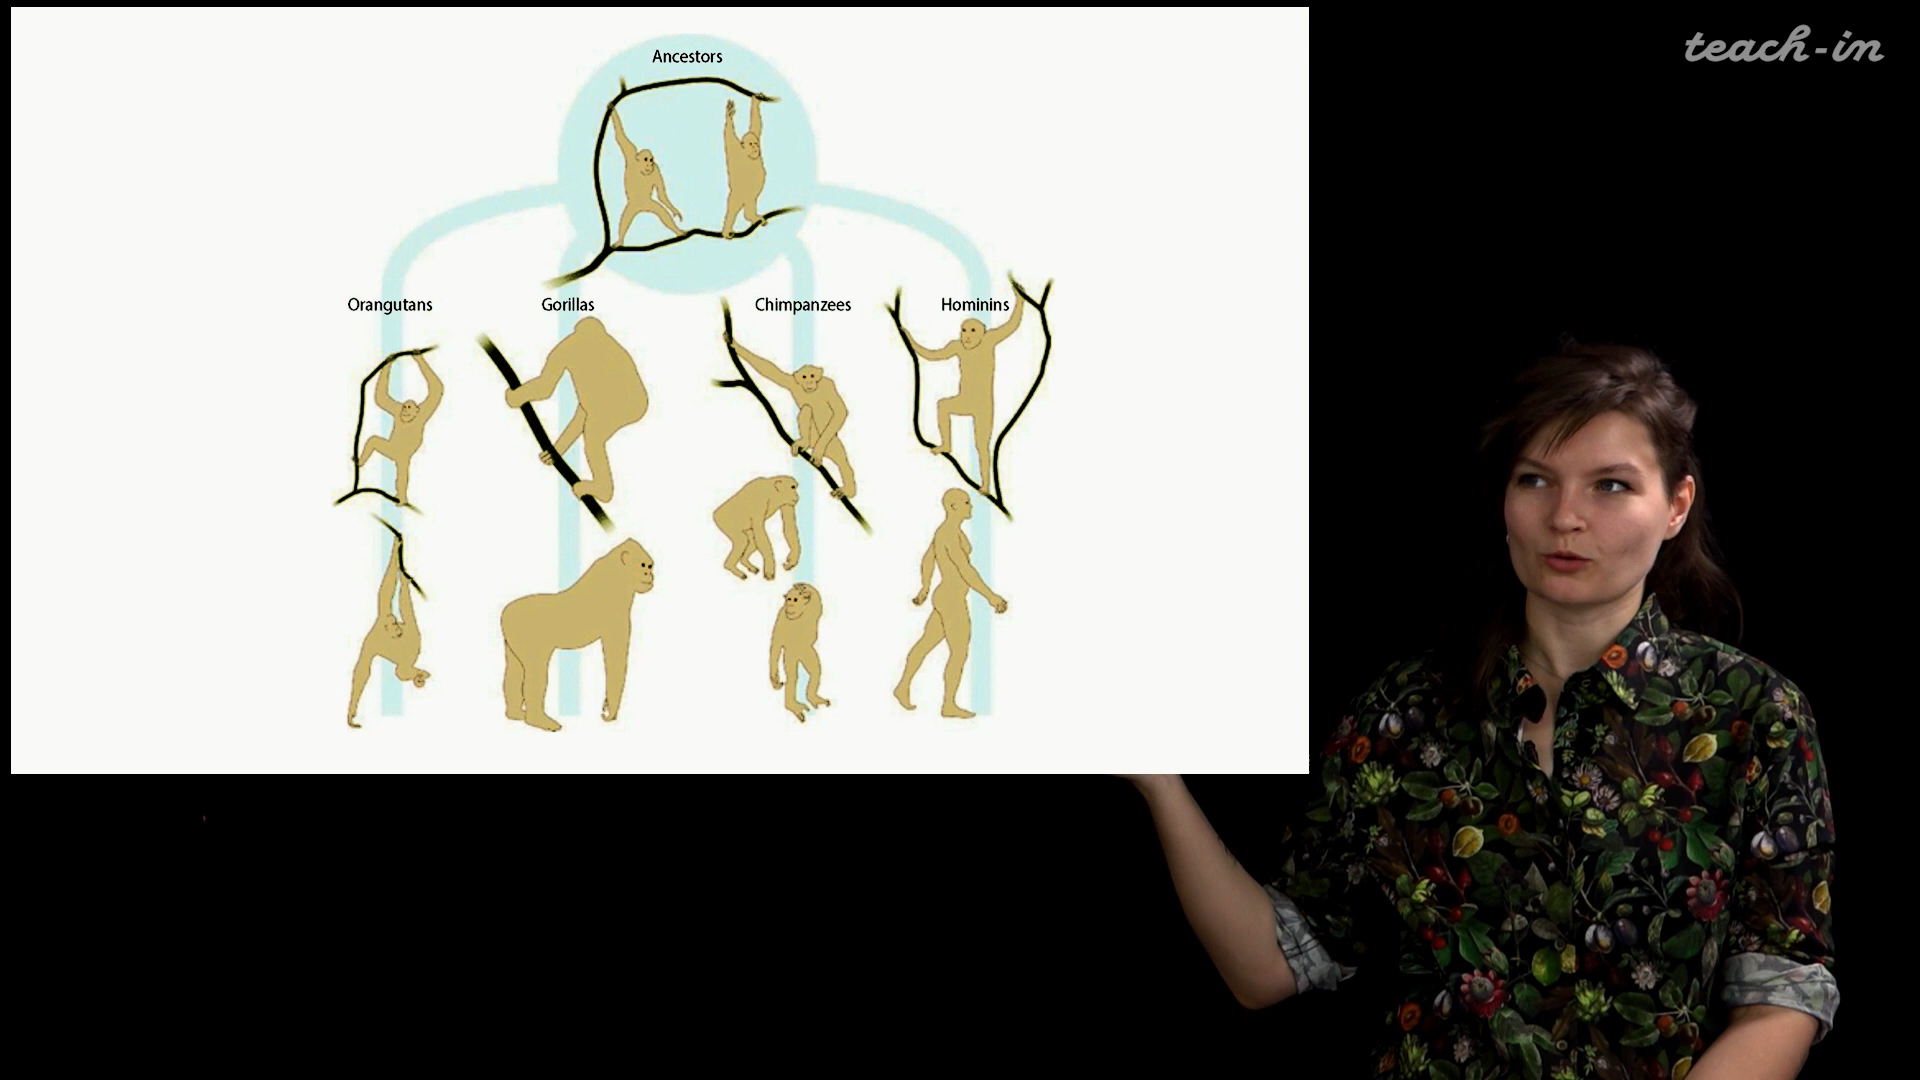 teach-in
Ancestors
Orangutans
Gorillas
Chimpanzees
Hominins